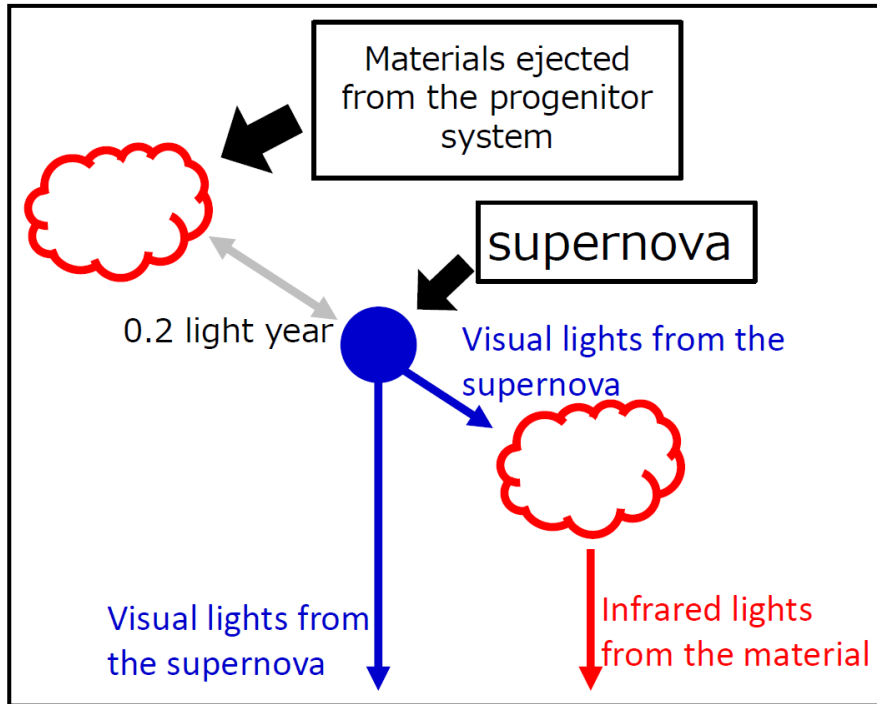 Materials ejected
from the progenitor
system
supernova
0.2 light year
Visual lights from the
supernova
Visual lights from
the supernova
Infrared lights
from the material